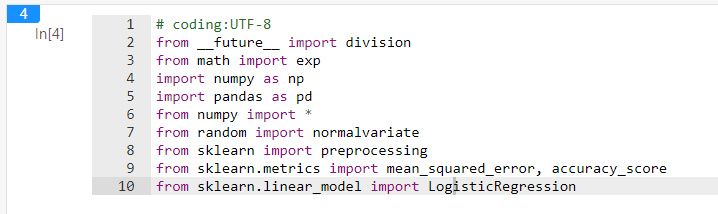 4
In[4]
1 # coding:UTF-8
2 from __future__ import division
3 from math import exp
4 import numpy as np
5 import pandas as pd
6 from numpy import *
7 from random import normalvariate
8 from sklearn import preprocessing
9 from sklearn.metrics import mean_squared_error, accuracy_score
10 from sklearn.linear_model import LogisticRegression